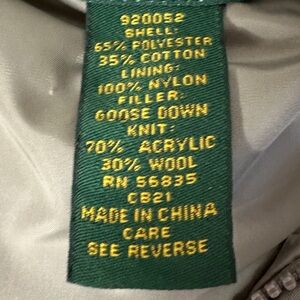 920052
SHELL:
65% POLYESTER
35% COTTON
LINING:
100% NYLON
FILLER:
GOOSE DOWN
KNIT:
70% ACRYLIC
30% WOOL
RN 56835
CB21
MADE IN CHINA
CARE
SEE REVERSE